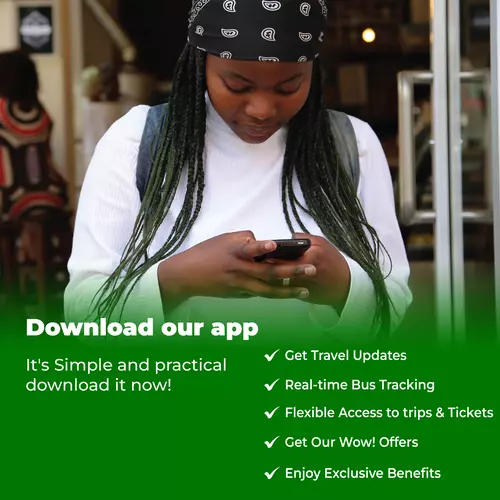 Download our app
It's Simple and practical
download it now!
Get Travel Updates
Real-time Bus Tracking
Flexible Access to trips & Tickets
Get Our Wow! Offers
Enjoy Exclusive Benefits